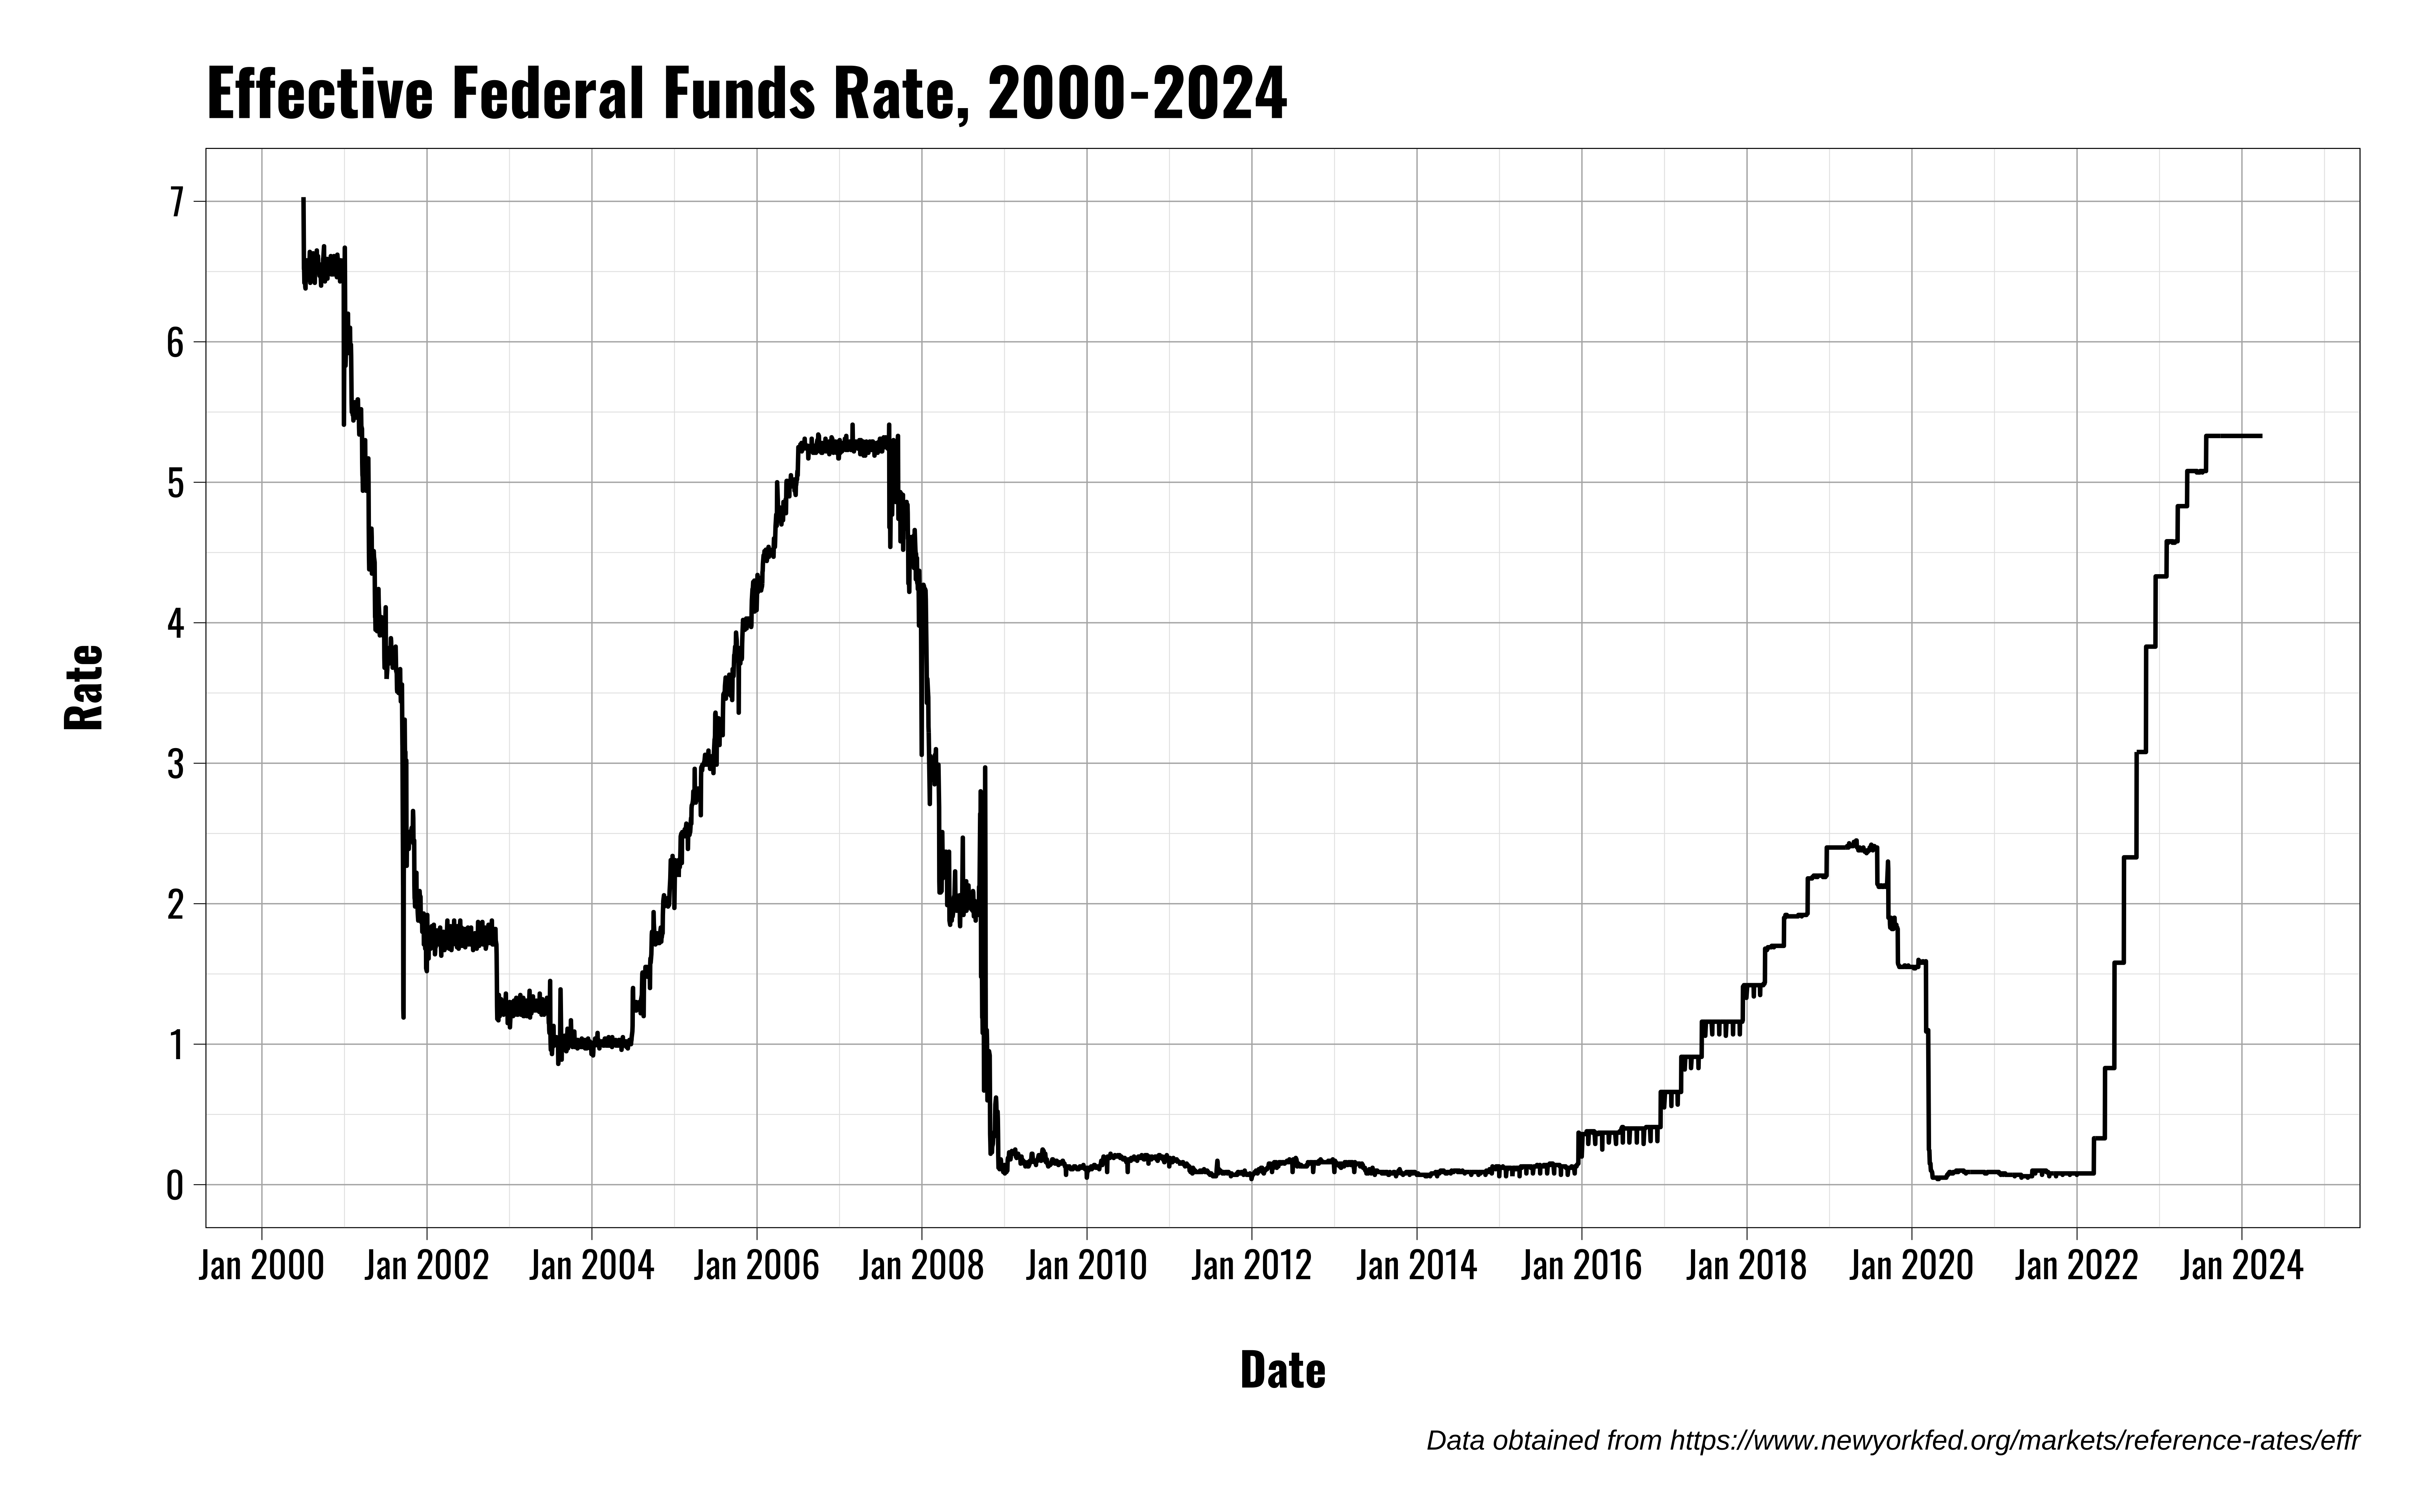 Effective Federal Funds Rate, 2000-2024
7
6
5
4
3
2
1
0
Rate
Jan 2000 Jan 2002 Jan 2004 Jan 2006 Jan 2008 Jan 2010 Jan 2012 Jan 2014 Jan 2016 Jan 2018 Jan 2020 Jan 2022 Jan 2024
Date
Data obtained from https://www.newyorkfed.org/markets/reference-rates/effr